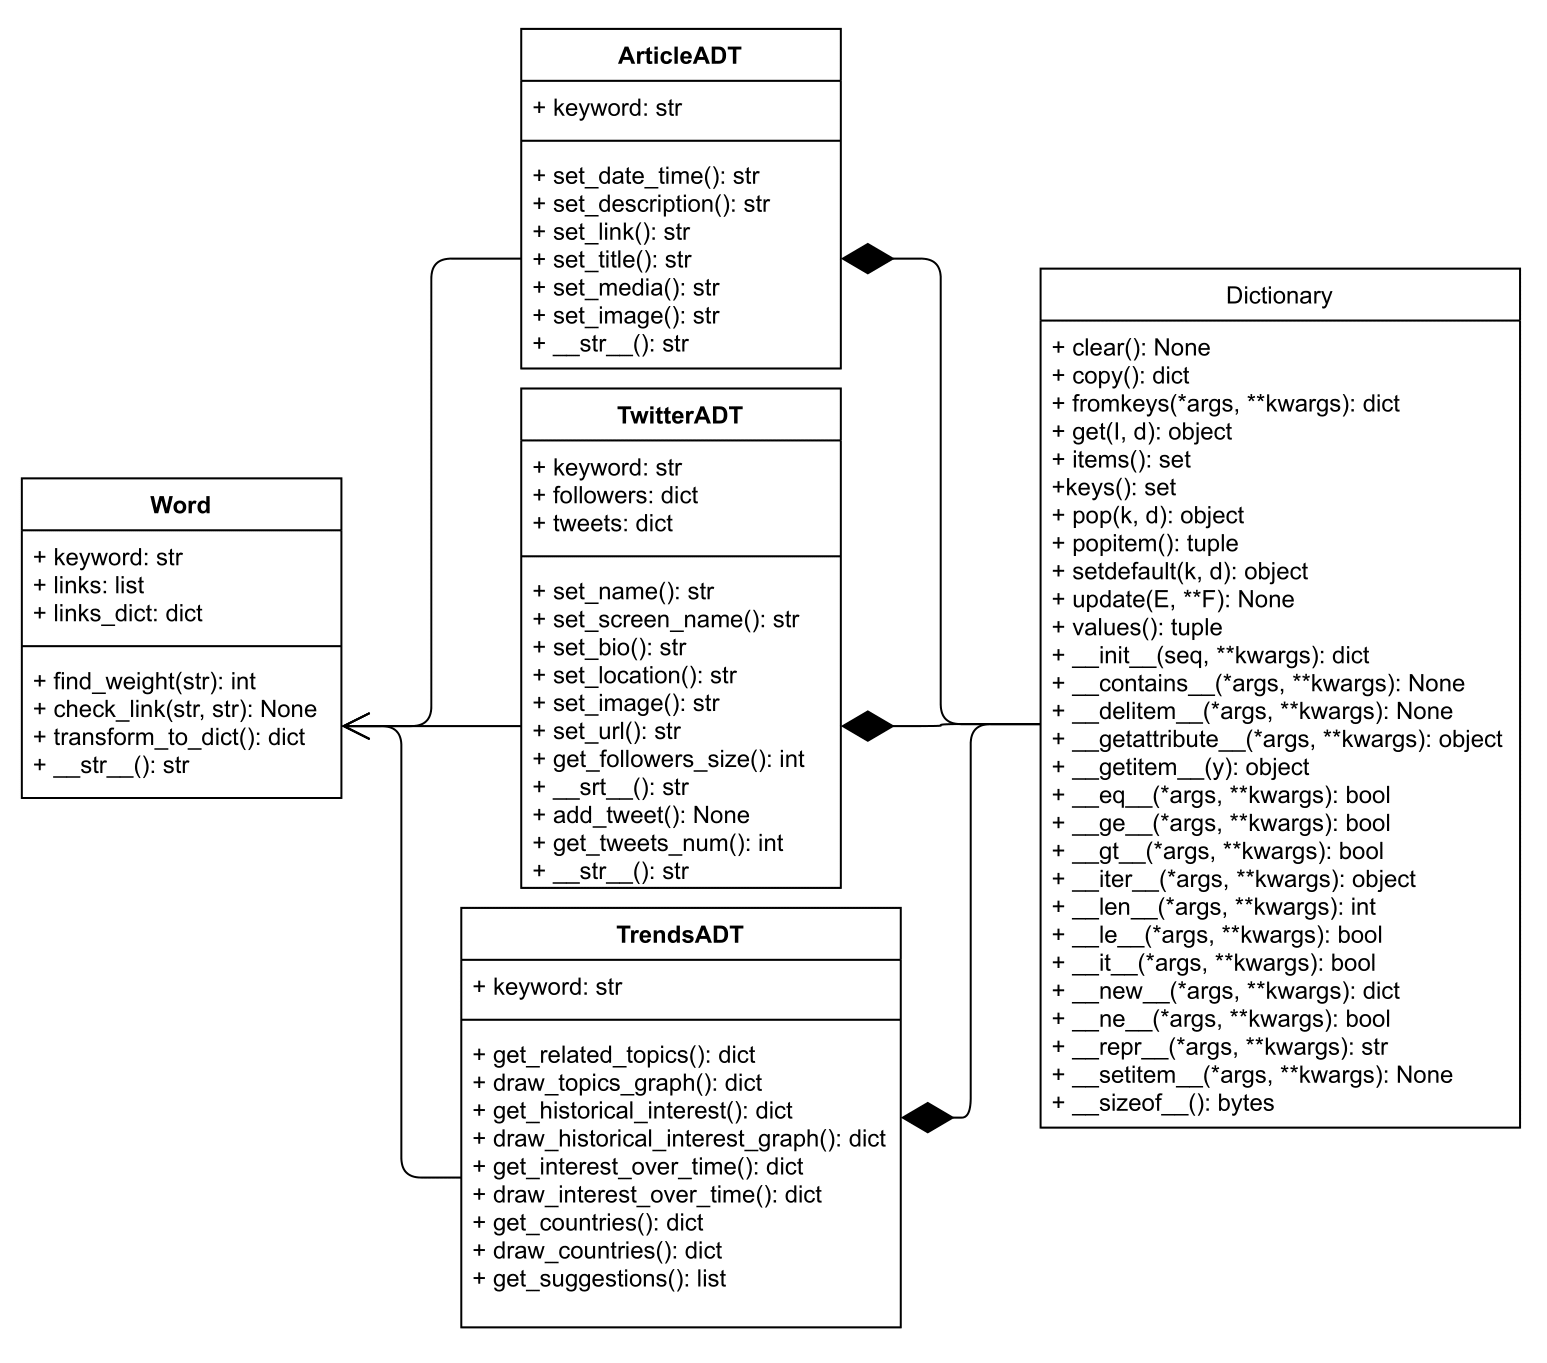 ArticleADT
+ keyword: str
+ set_date_time(): str
+ set_description(): str
+ set_link(): str
+ set_title(): str
+ set_media(): str
+ set_image(): str
+ __str__(): str
TwitterADT
+ keyword: str
+ followers: dict
+ tweets: dict
+ set_name(): str
+ set_screen_name(): str
+ set_bio(): str
+ set_location(): str
+ set_image(): str
+ set_url(): str
+ get_followers_size(): int
+ __srt__(): str
+ add_tweet(): None
+ get_tweets_num(): int
+ __str__(): str
Word
+ keyword: str
+ links: list
+ links_dict: dict
+ find_weight(str): int
+ check_link(str, str): None
+ transform_to_dict(): dict
+ __str__(): str
TrendsADT
+ keyword: str
+ get_related_topics(): dict
+ draw_topics_graph(): dict
+ get_historical_interest(): dict
+ draw_historical_interest_graph(): dict
+ get_interest_over_time(): dict
+ draw_interest_over_time(): dict
+ get_countries(): dict
+ draw_countries(): dict
+ get_suggestions(): list
Dictionary
+ clear(): None
+ copy(): dict
+ fromkeys(*args, **kwargs): dict
+ get(I, d): object
+ items(): set
+keys(): set
+ pop(k, d): object
+ popitem(): tuple
+ setdefault(k, d): object
+ update(E, **F): None
+ values(): tuple
+ __init__(seq, **kwargs): dict
+ __contains__(*args, **kwargs): None
+ __delitem__(*args, **kwargs): None
+ __getattribute__(*args, **kwargs): object
+ __getitem__(y): object
+ __eq__(*args, **kwargs): bool
+ __ge__(*args, **kwargs): bool
+ __gt__(*args, **kwargs): bool
+ __iter__(*args, **kwargs): object
+ __len__(*args, **kwargs): int
+ __le__(*args, **kwargs): bool
+ __it__(*args, **kwargs): bool
+ __new__(*args, **kwargs): dict
+ __ne__(*args, **kwargs): bool
+ __repr__(*args, **kwargs): str
+ __setitem__(*args, **kwargs): None
+ __sizeof__(): bytes